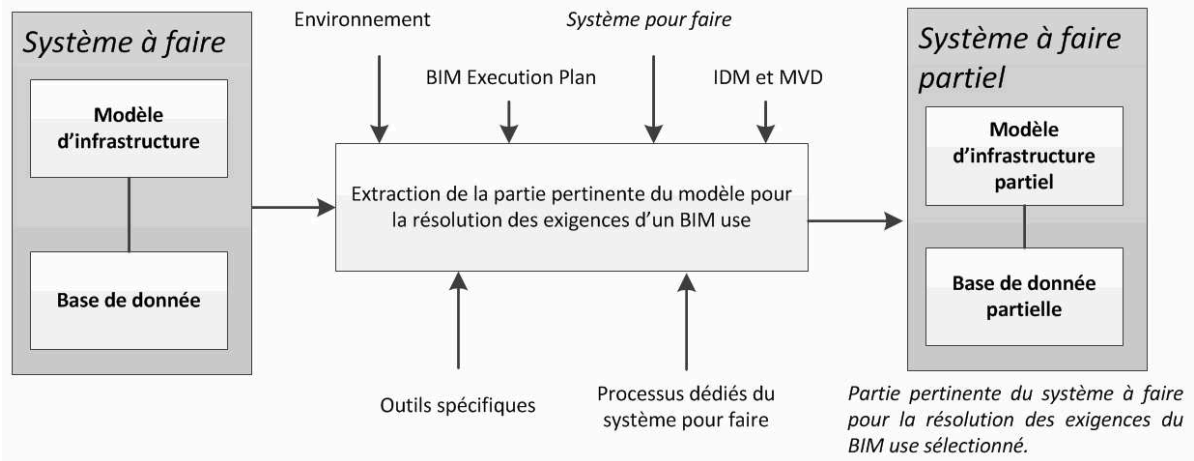 Système à faire
Modèle
d'infrastructure
Base de donnée
Environnement
Système pour faire
BIM Execution Plan
IDM et MVD
Extraction de la partie pertinente du modèle pour
la résolution des exigences d'un BIM use
Outils spécifiques
Processus dédiés du
système pour faire
Système à faire
partiel
Modèle
d'infrastructure
partiel
Base de donnée
partielle
Partie pertinente du système à faire
pour la résolution des exigences du
BIM use sélectionné.